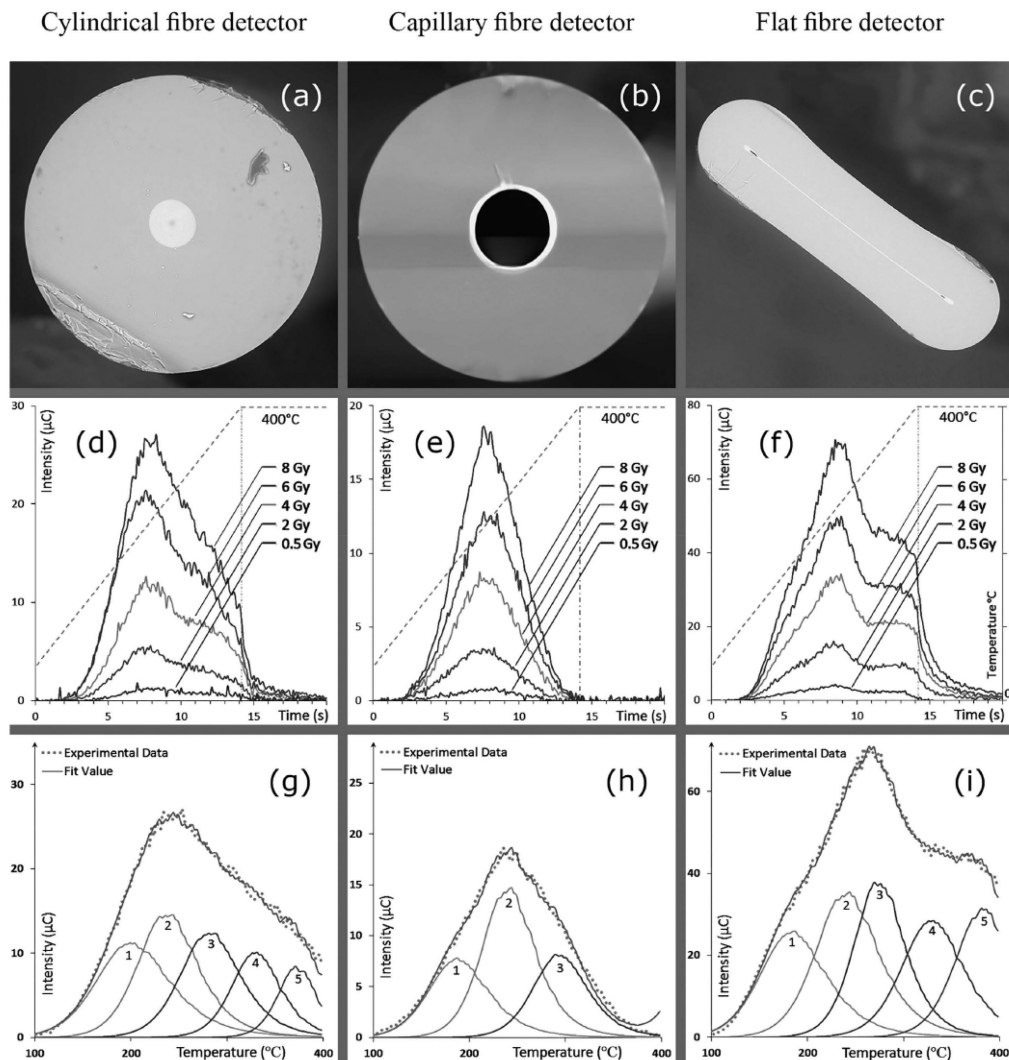 Cylindrical fibre detector
Capillary fibre detector
Flat fibre detector
(a)
(b)
(c)
30
20
10
0
Intensity (µC)
(d)
400°C
8 Gy
6 Gy
4 Gy
2 Gy
0.5Gy
0
5
10
15
Time (s)
20
15
10
5
0
Intensity (µC)
(e)
400°C
8 Gy
6 Gy
4 Gy
2 Gy
0.5Gy
0
5
10
15
Time (s)
80
60
40
20
0
Intensity (µC)
(f)
400°C
8 Gy
6 Gy
4 Gy
2 Gy
0.5Gy
Temperature°C
0
0
5
10
15
Time (s)
Experimental Data
Fit Value
(g)
30
20
10
0
Intensity (µC)
1
2
3
4
5
100
200
Temperature (°C)
400
Experimental Data
Fit Value
(h)
25
20
15
10
5
0
Intensity (µC)
1
2
3
100
200
Temperature (°C)
400
Experimental Data
Fit Value
(i)
60
40
20
0
Intensity (µC)
1
2
3
4
5
100
200
Temperature (°C)
400